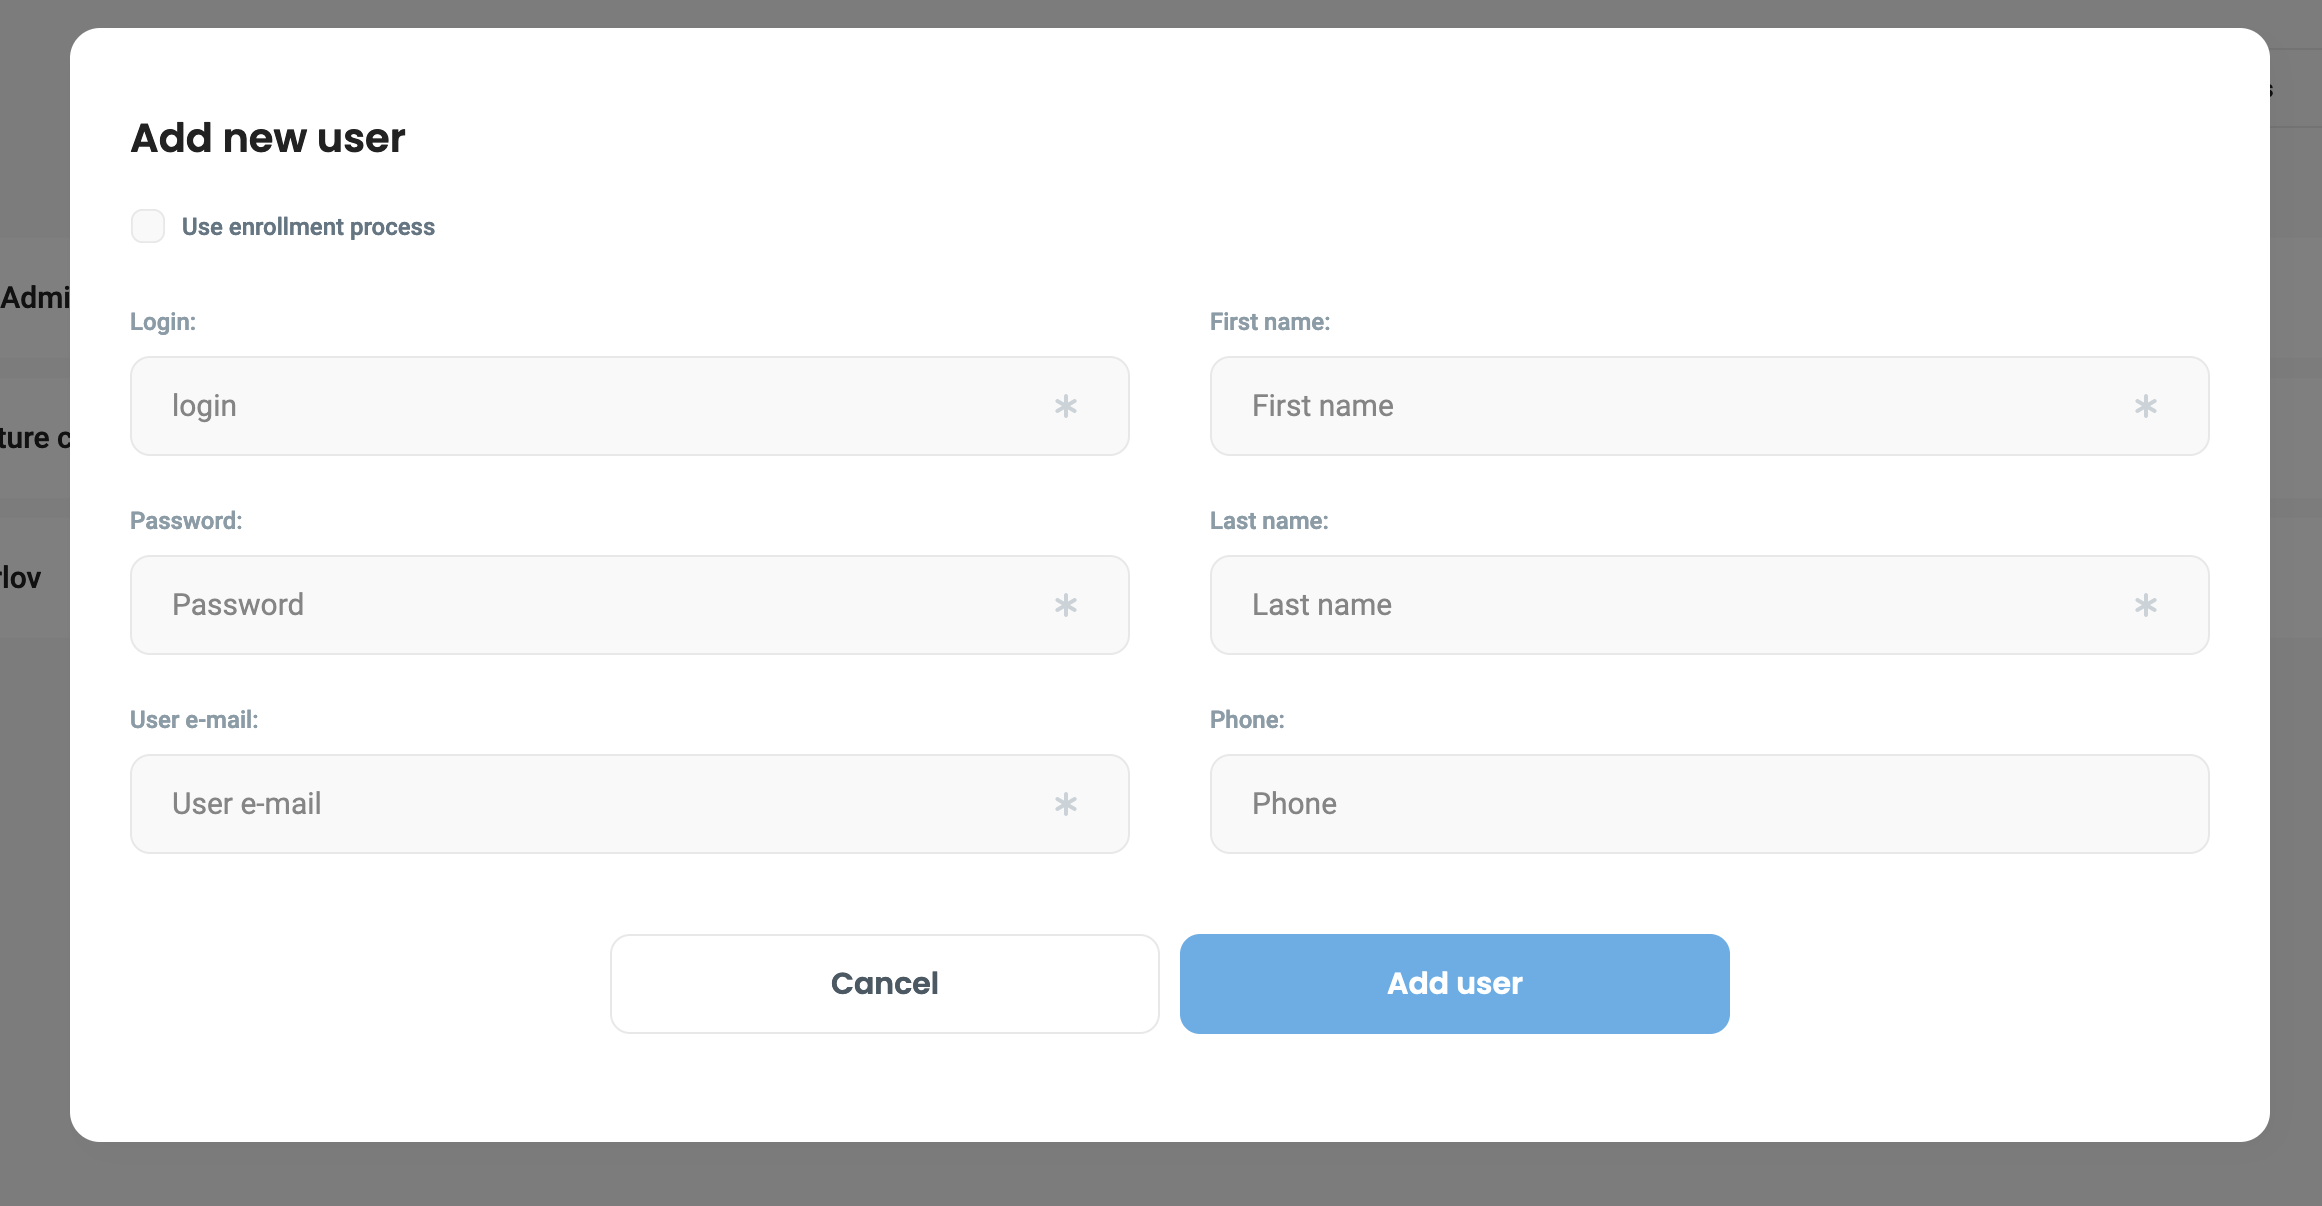 Add new user
Use enrollment process
Login:
First name:
login *
First name *
Password:
Last name:
Password *
Last name *
User e-mail:
Phone:
User e-mail *
Phone
Cancel
Add user
Admi
ture c
lov
s